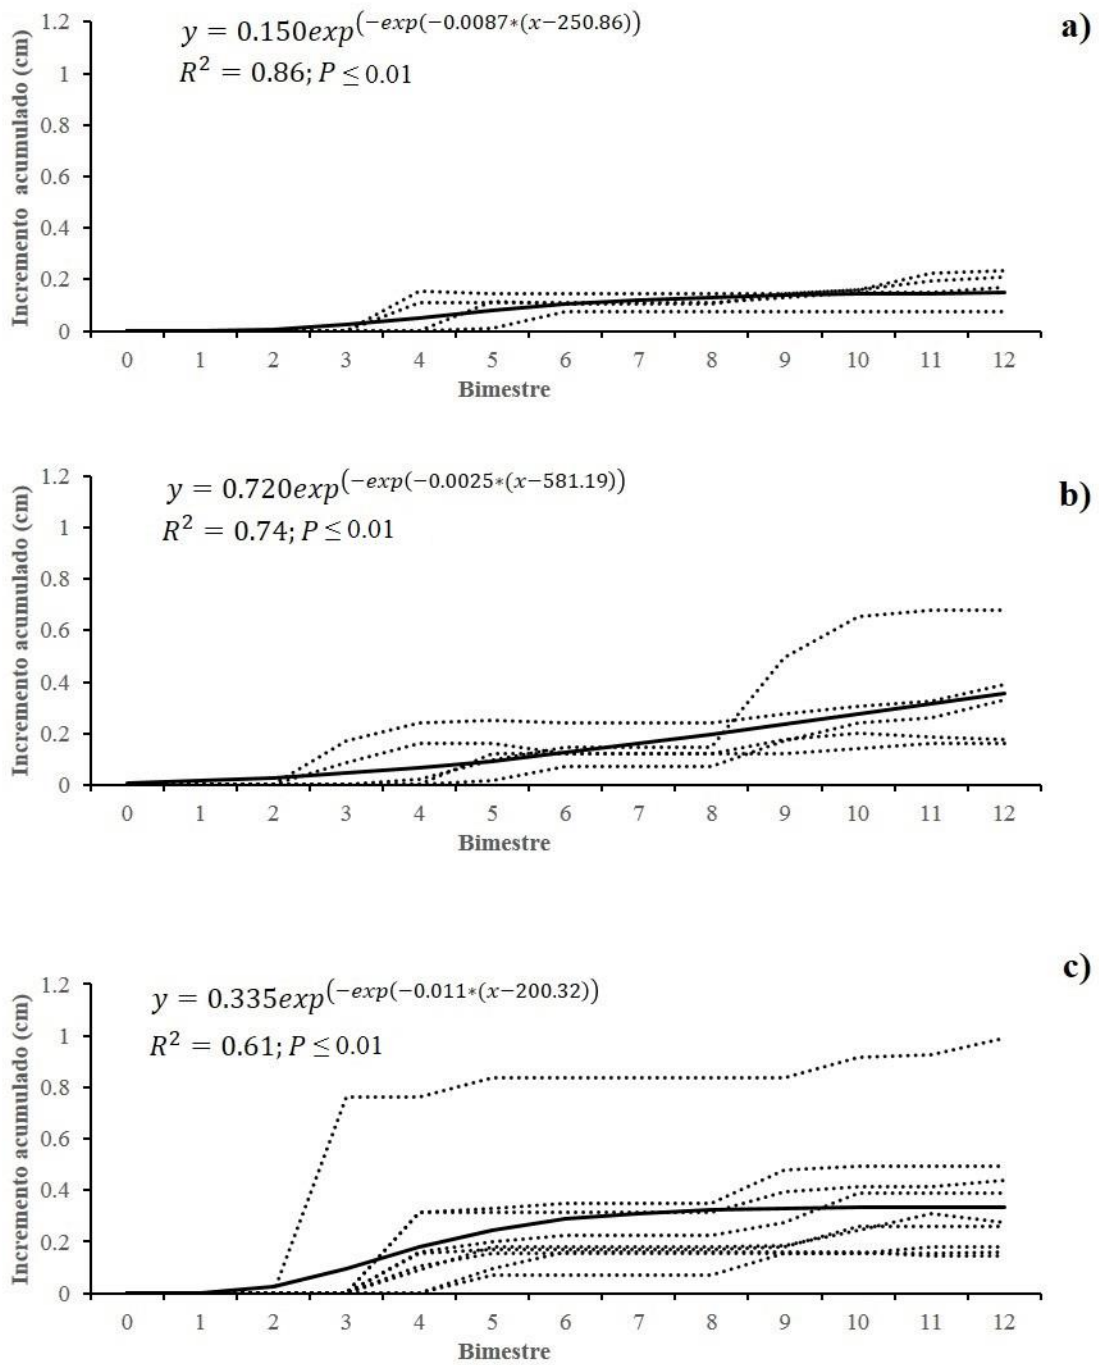 a)
y = 0.150exp^(−exp(−0.0087*(x−250.86))
R² = 0.86; P ≤ 0.01
Incremento acumulado (cm)
1.2
1
0.8
0.6
0.4
0.2
0
0 1 2 3 4 5 6 7 8 9 10 11 12
Bimestre
b)
y = 0.720exp^(−exp(−0.0025*(x−581.19))
R² = 0.74; P ≤ 0.01
Incremento acumulado (cm)
1.2
1
0.8
0.6
0.4
0.2
0
0 1 2 3 4 5 6 7 8 9 10 11 12
Bimestre
c)
y = 0.335exp^(−exp(−0.011*(x−200.32))
R² = 0.61; P ≤ 0.01
Incremento acumulado (cm)
1.2
1
0.8
0.6
0.4
0.2
0
0 1 2 3 4 5 6 7 8 9 10 11 12
Bimestre